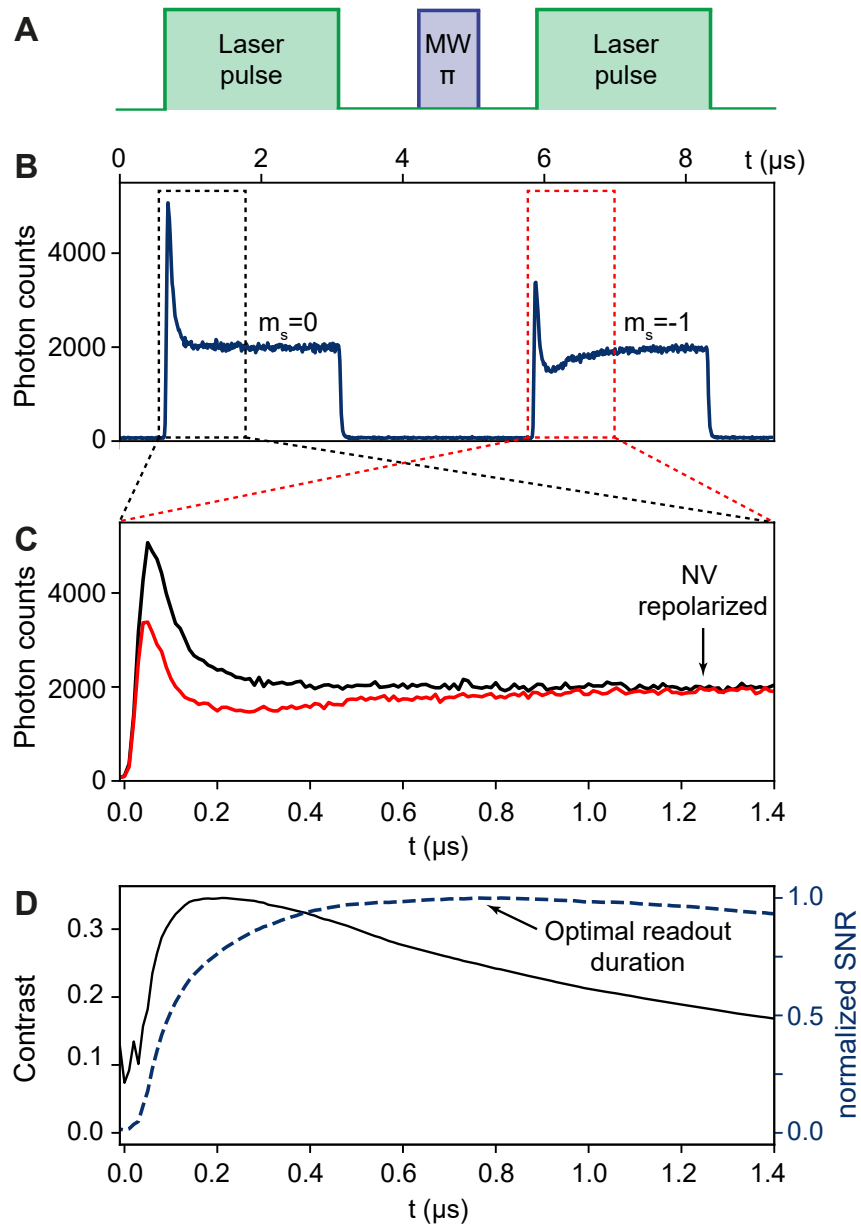 A
Laser
pulse
MW
π
Laser
pulse
B
0 2 4 6 8 t (μs)
Photon counts
4000
2000
0
m_s=0
m_s=-1
C
Photon counts
4000
2000
0
NV
repolarized
0.0 0.2 0.4 0.6 0.8 1.0 1.2 1.4
t (μs)
D
Contrast
0.3
0.2
0.1
0.0
Optimal readout
duration
1.0
0.5
0.0
normalized SNR
0.0 0.2 0.4 0.6 0.8 1.0 1.2 1.4
t (μs)